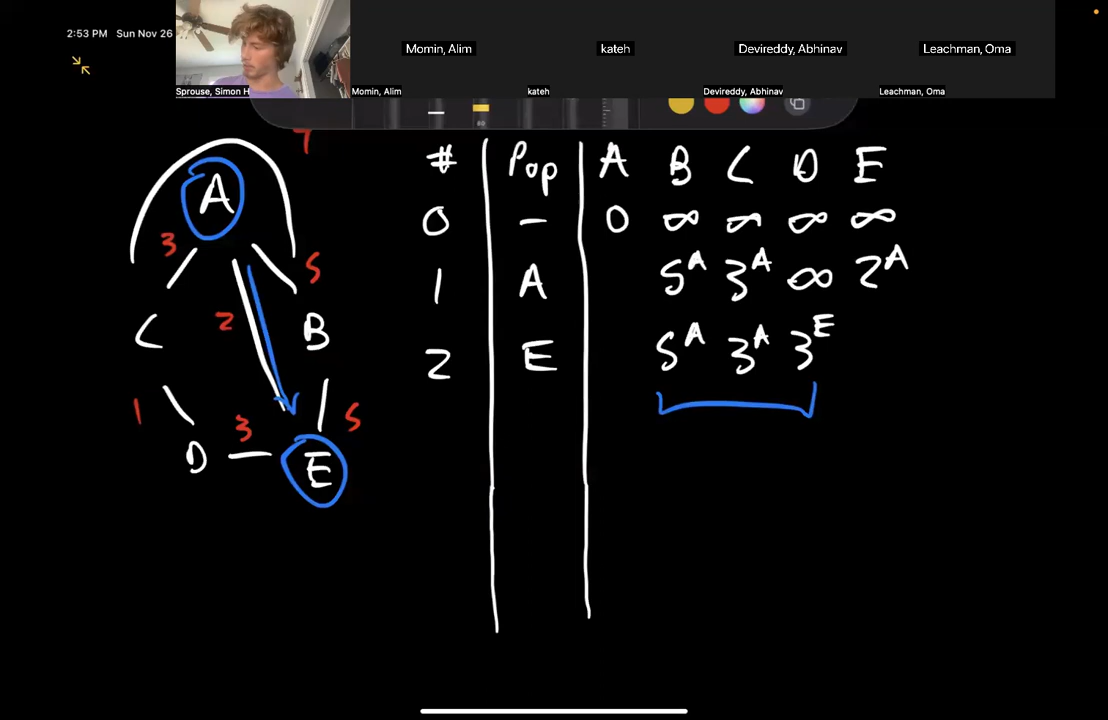 2:53 PM Sun Nov 26
Momin, Alim
kateh
Devireddy, Abhinav
Leachman, Oma
Sprouse, Simon H
Momin, Alim
kateh
Devireddy, Abhinav
Leachman, Oma
A
3
5
2
C
B
1
3
5
D
E
# Pop A B C D E
0 - 0 ∞ ∞ ∞ ∞
1 A 5^A 3^A ∞ 2^A
2 E 5^A 3^A 3^E